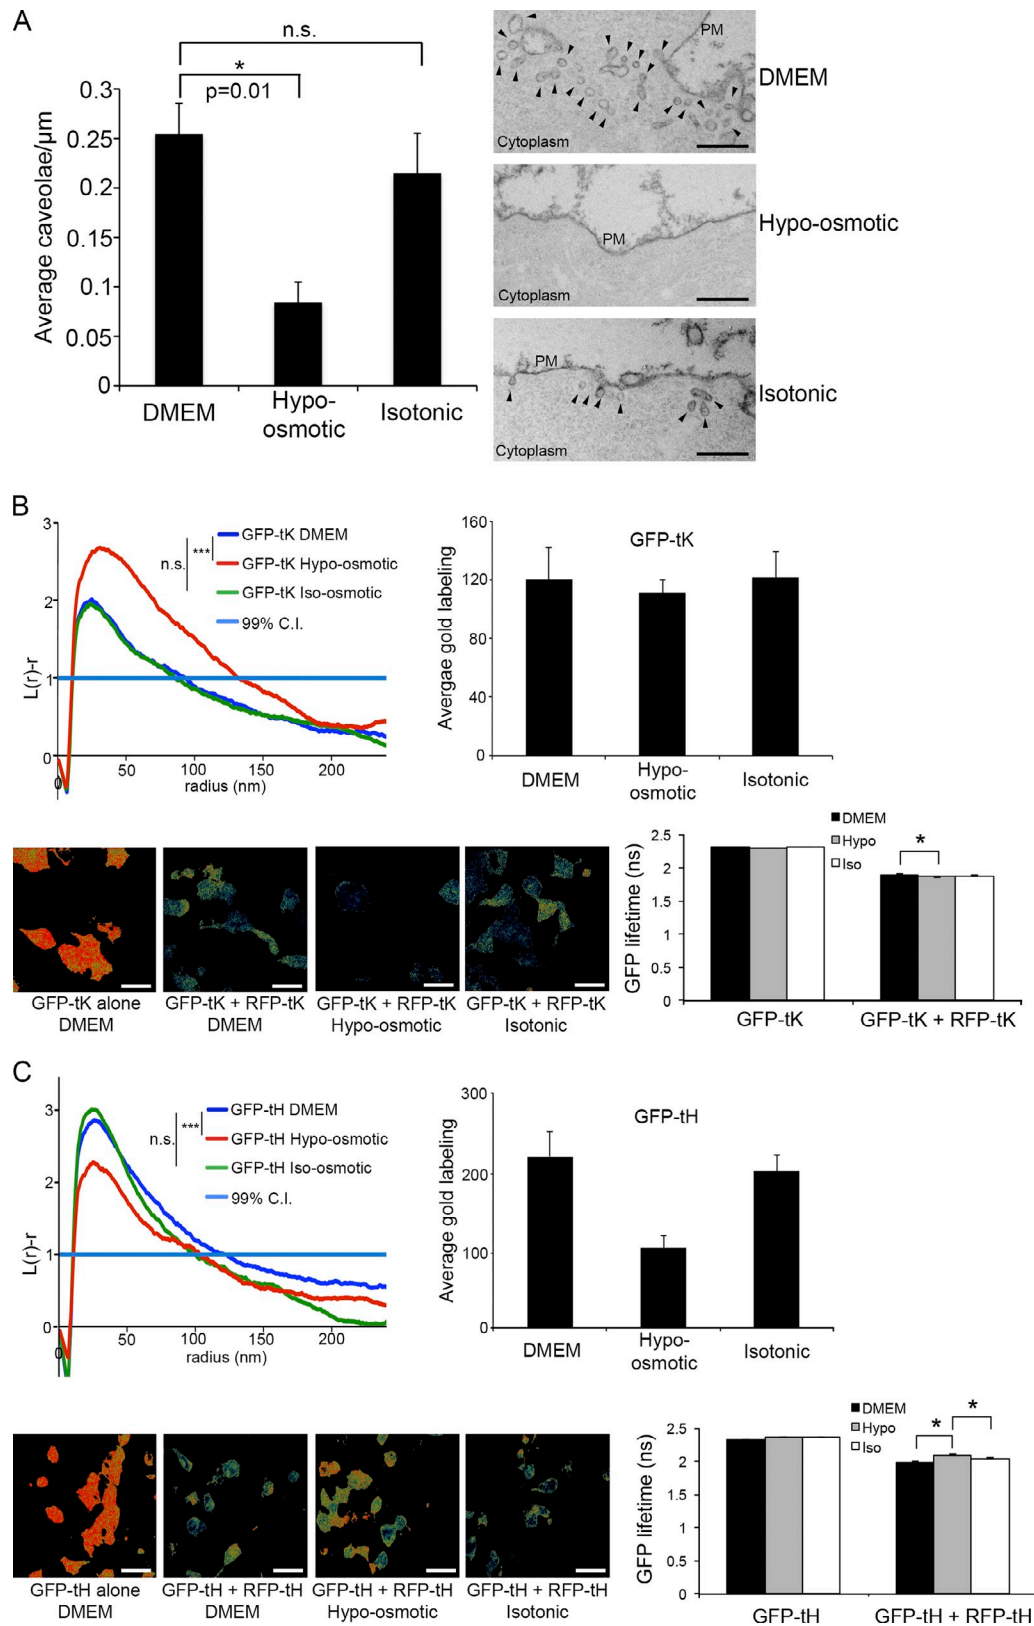 A
n.s.
*
p=0.01
0.3
0.25
0.2
0.15
0.1
0.05
0
Average caveolae/µm
DMEM
Hypo-
osmotic
Isotonic
PM
Cytoplasm
DMEM
PM
Cytoplasm
Hypo-osmotic
PM
Cytoplasm
Isotonic
B
3
2
1
0
L(r)-r
0
50
100
150
200
radius (nm)
n.s.
***
GFP-tK DMEM
GFP-tK Hypo-osmotic
GFP-tK Iso-osmotic
99% C.I.
160
120
80
40
0
Avergae gold labeling
GFP-tK
DMEM
Hypo-
osmotic
Isotonic
GFP-tK alone
DMEM
GFP-tK + RFP-tK
DMEM
GFP-tK + RFP-tK
Hypo-osmotic
GFP-tK + RFP-tK
Isotonic
2.5
2
1.5
1
0.5
0
GFP lifetime (ns)
DMEM
Hypo
Iso
*
GFP-tK
GFP-tK + RFP-tK
C
3
2
1
0
L(r)-r
0
50
100
150
200
radius (nm)
n.s.
***
GFP-tH DMEM
GFP-tH Hypo-osmotic
GFP-tH Iso-osmotic
99% C.I.
300
200
100
0
Average gold labeling
GFP-tH
DMEM
Hypo-
osmotic
Isotonic
GFP-tH alone
DMEM
GFP-tH + RFP-tH
DMEM
GFP-tH + RFP-tH
Hypo-osmotic
GFP-tH + RFP-tH
Isotonic
2.5
2
1.5
1
0.5
0
GFP lifetime (ns)
DMEM
Hypo
Iso
*
*
GFP-tH
GFP-tH + RFP-tH